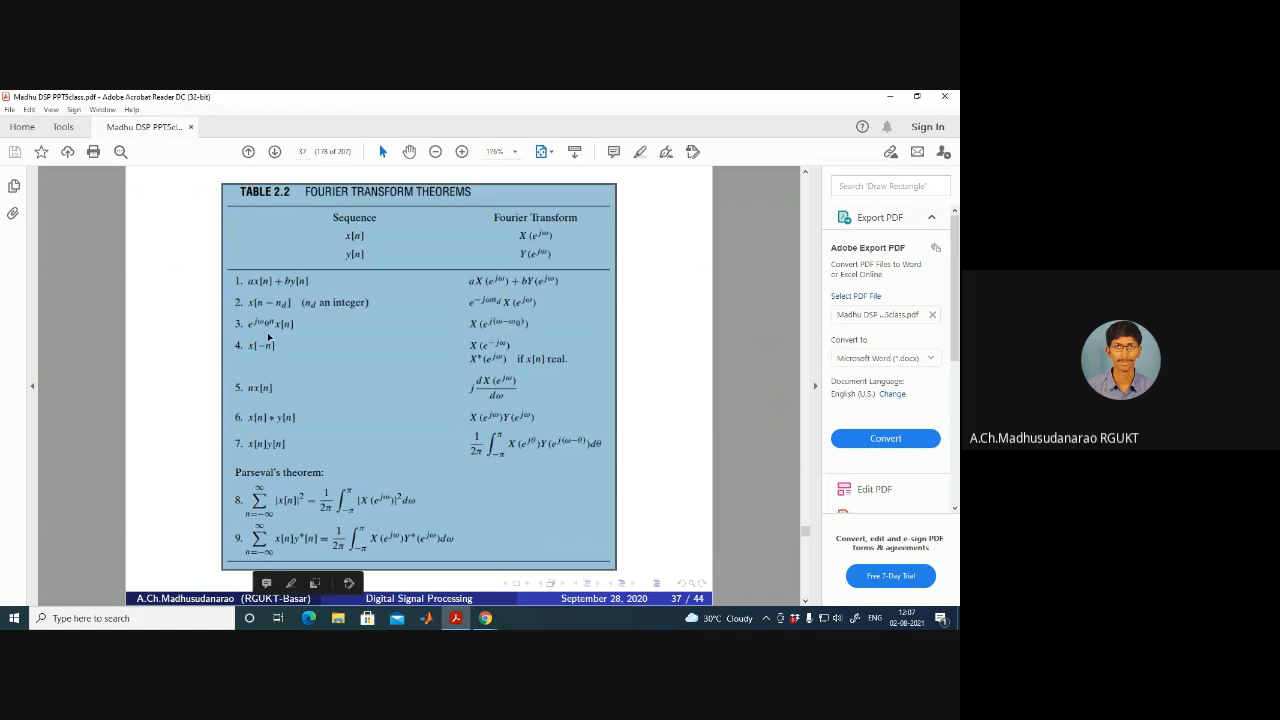 Madhu DSP PPT5class.pdf - Adobe Acrobat Reader DC (32-bit)
File Edit View Sign Window Help
Home Tools Madhu DSP PPT5cl... × Sign In
37 (178 of 207) 176%
TABLE 2.2 FOURIER TRANSFORM THEOREMS
Sequence Fourier Transform
x[n] X(e^{jω})
y[n] Y(e^{jω})
1. ax[n] + by[n] aX(e^{jω}) + bY(e^{jω})
2. x[n − n_d] (n_d an integer) e^{−jωn_d} X(e^{jω})
3. e^{jω_0 n} x[n] X(e^{j(ω−ω_0)})
4. x[−n] X(e^{−jω})
X*(e^{jω}) if x[n] real.
5. nx[n] j dX(e^{jω})/dω
6. x[n] * y[n] X(e^{jω})Y(e^{jω})
7. x[n]y[n] 1/2π ∫_{−π}^{π} X(e^{jθ})Y(e^{j(ω−θ)})dθ
Parseval's theorem:
8. ∑_{n=−∞}^{∞} |x[n]|² = 1/2π ∫_{−π}^{π} |X(e^{jω})|² dω
9. ∑_{n=−∞}^{∞} x[n]y*[n] = 1/2π ∫_{−π}^{π} X(e^{jω})Y*(e^{jω})dω
A.Ch.Madhusudanarao (RGUKT-Basar) Digital Signal Processing September 28, 2020 37 / 44
Search "Draw Rectangle"
Export PDF
Adobe Export PDF
Convert PDF Files to Word
or Excel Online
Select PDF File
Madhu DSP ...5class.pdf ×
Convert to
Microsoft Word (*.docx)
Document Language:
English (U.S.) Change
Convert
Edit PDF
Convert, edit and e-sign PDF
forms & agreements
Free 7-Day Trial
Type here to search
30°C Cloudy ENG 12:07
02-08-2021
A.Ch.Madhusudanarao RGUKT